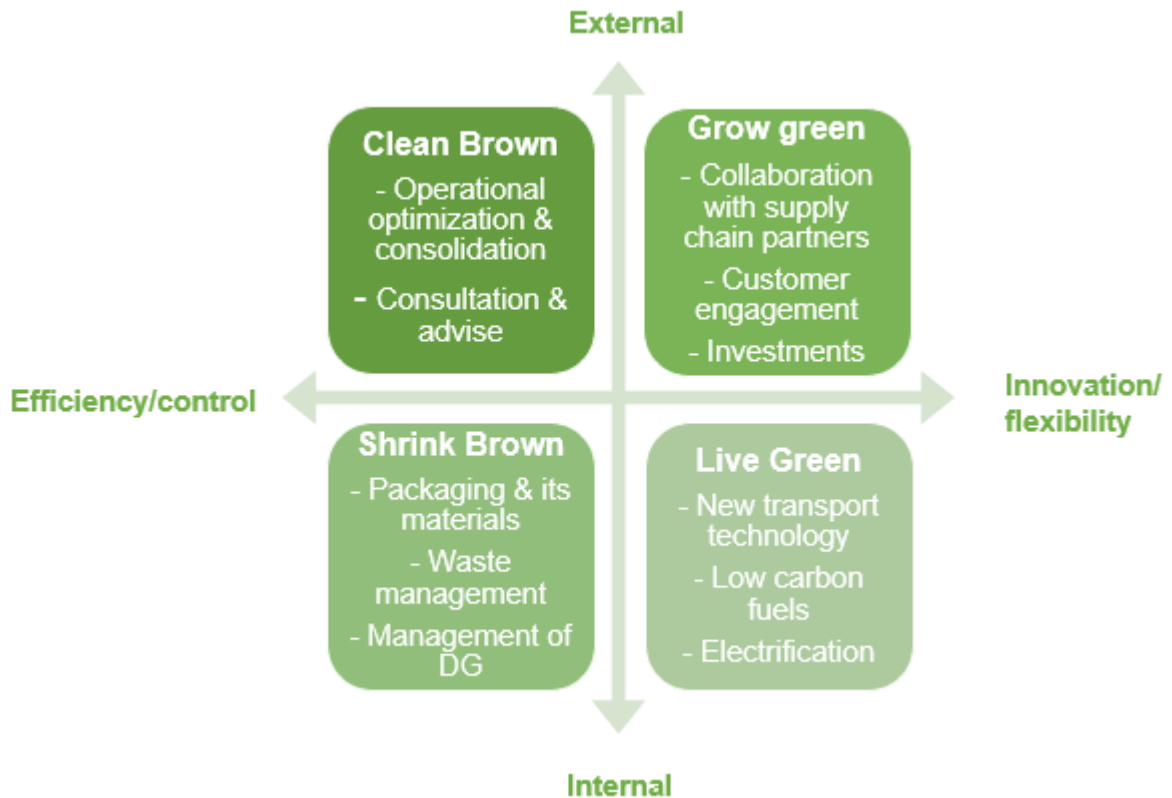 External
Clean Brown
- Operational
optimization &
consolidation
- Consultation &
advise
Grow green
- Collaboration
with supply
chain partners
- Customer
engagement
- Investments
Efficiency/control
Innovation/
flexibility
Shrink Brown
- Packaging & its
materials
- Waste
management
- Management of
DG
Live Green
- New transport
technology
- Low carbon
fuels
- Electrification
Internal